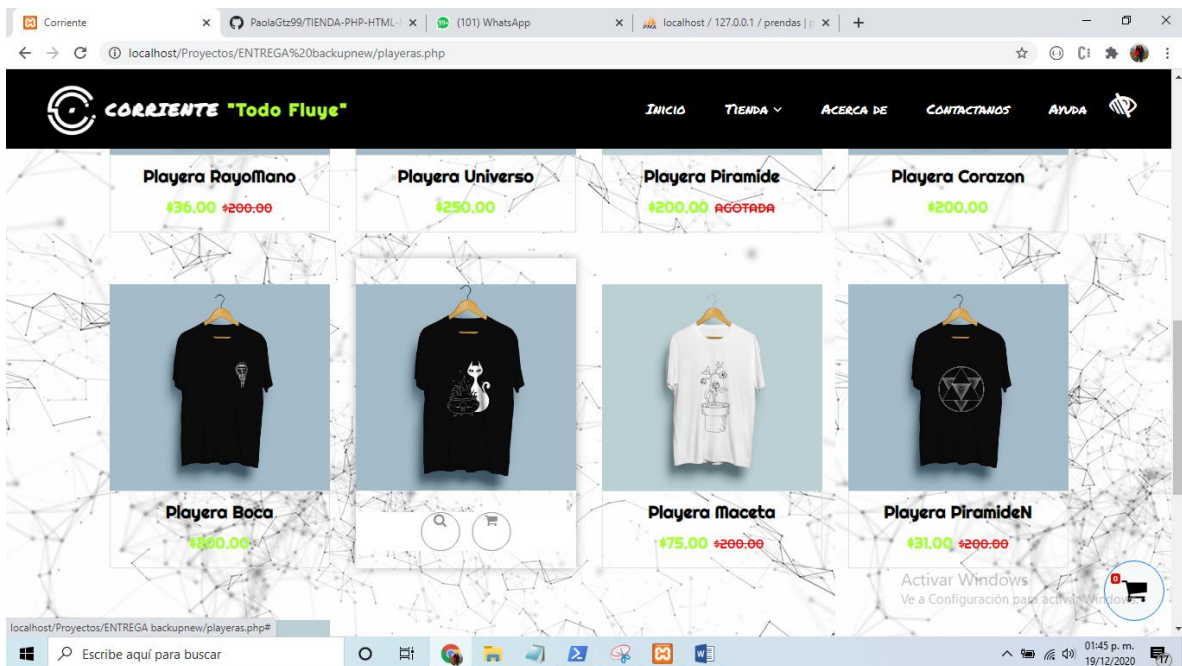 Corriente
PaolaGtz99/TIENDA-PHP-HTML-
(101) WhatsApp
localhost / 127.0.0.1 / prendas | p
localhost/Proyectos/ENTREGA%20backupnew/playeras.php
CORRIENTE "Todo Fluye"
Inicio
Tienda
Acerca de
Contactanos
Ayuda
Playera RayoMano
$36.00 $200.00
Playera Universo
$250.00
Playera Piramide
$200.00 AGOTADA
Playera Corazon
$200.00
Playera Boca
$200.00
Playera Maceta
$75.00 $200.00
Playera PiramideN
$31.00 $200.00
Activar Windows
Ve a Configuración para activar Windows.
0
localhost/Proyectos/ENTREGA backupnew/playeras.php#
Escribe aquí para buscar
01:45 p. m.
19/12/2020
17